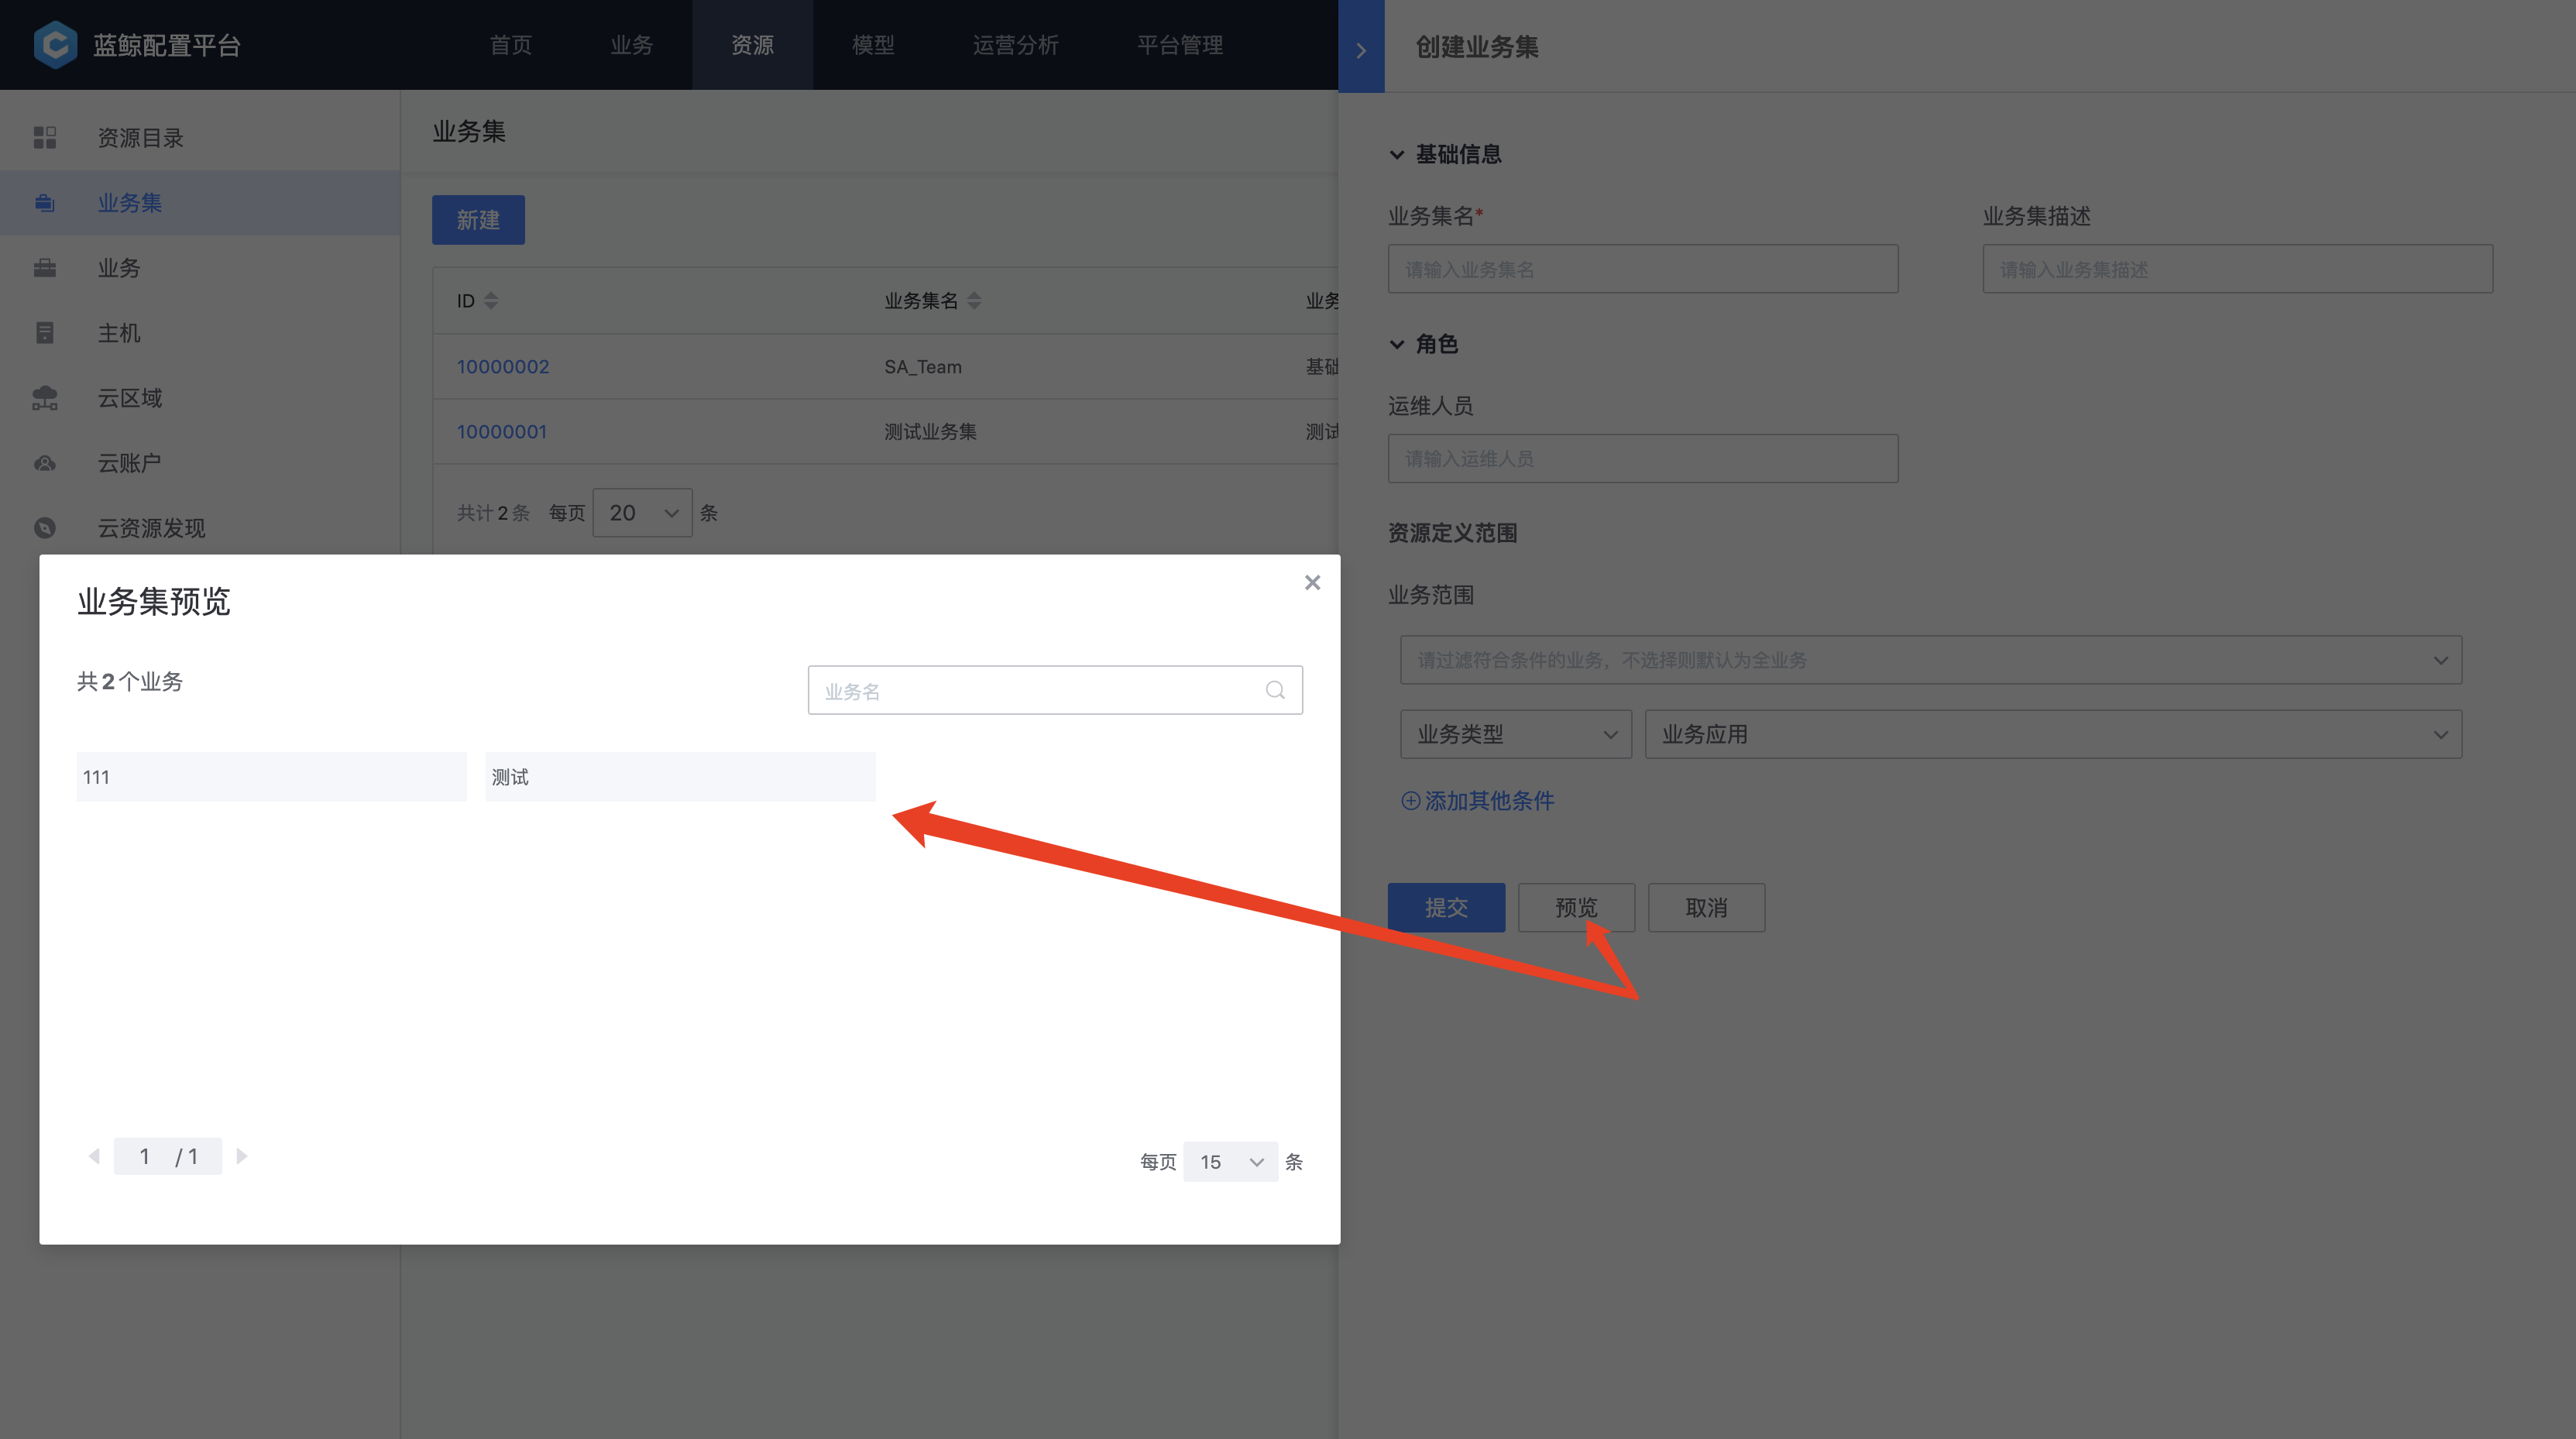 蓝鲸配置平台
首页 业务 资源 模型 运营分析 平台管理
资源目录
业务集
业务
主机
云区域
云账户
云资源发现
业务集
新建
ID 业务集名 业务
10000002 SA_Team 基础
10000001 测试业务集 测试
共计 2 条 每页 20 条
创建业务集
基础信息
业务集名* 业务集描述
请输入业务集名 请输入业务集描述
角色
运维人员
请输入运维人员
资源定义范围
业务范围
请过滤符合条件的业务，不选择则默认为全业务
业务类型 业务应用
添加其他条件
提交 预览 取消
业务集预览
共 2 个业务
业务名
111 测试
1 / 1
每页 15 条